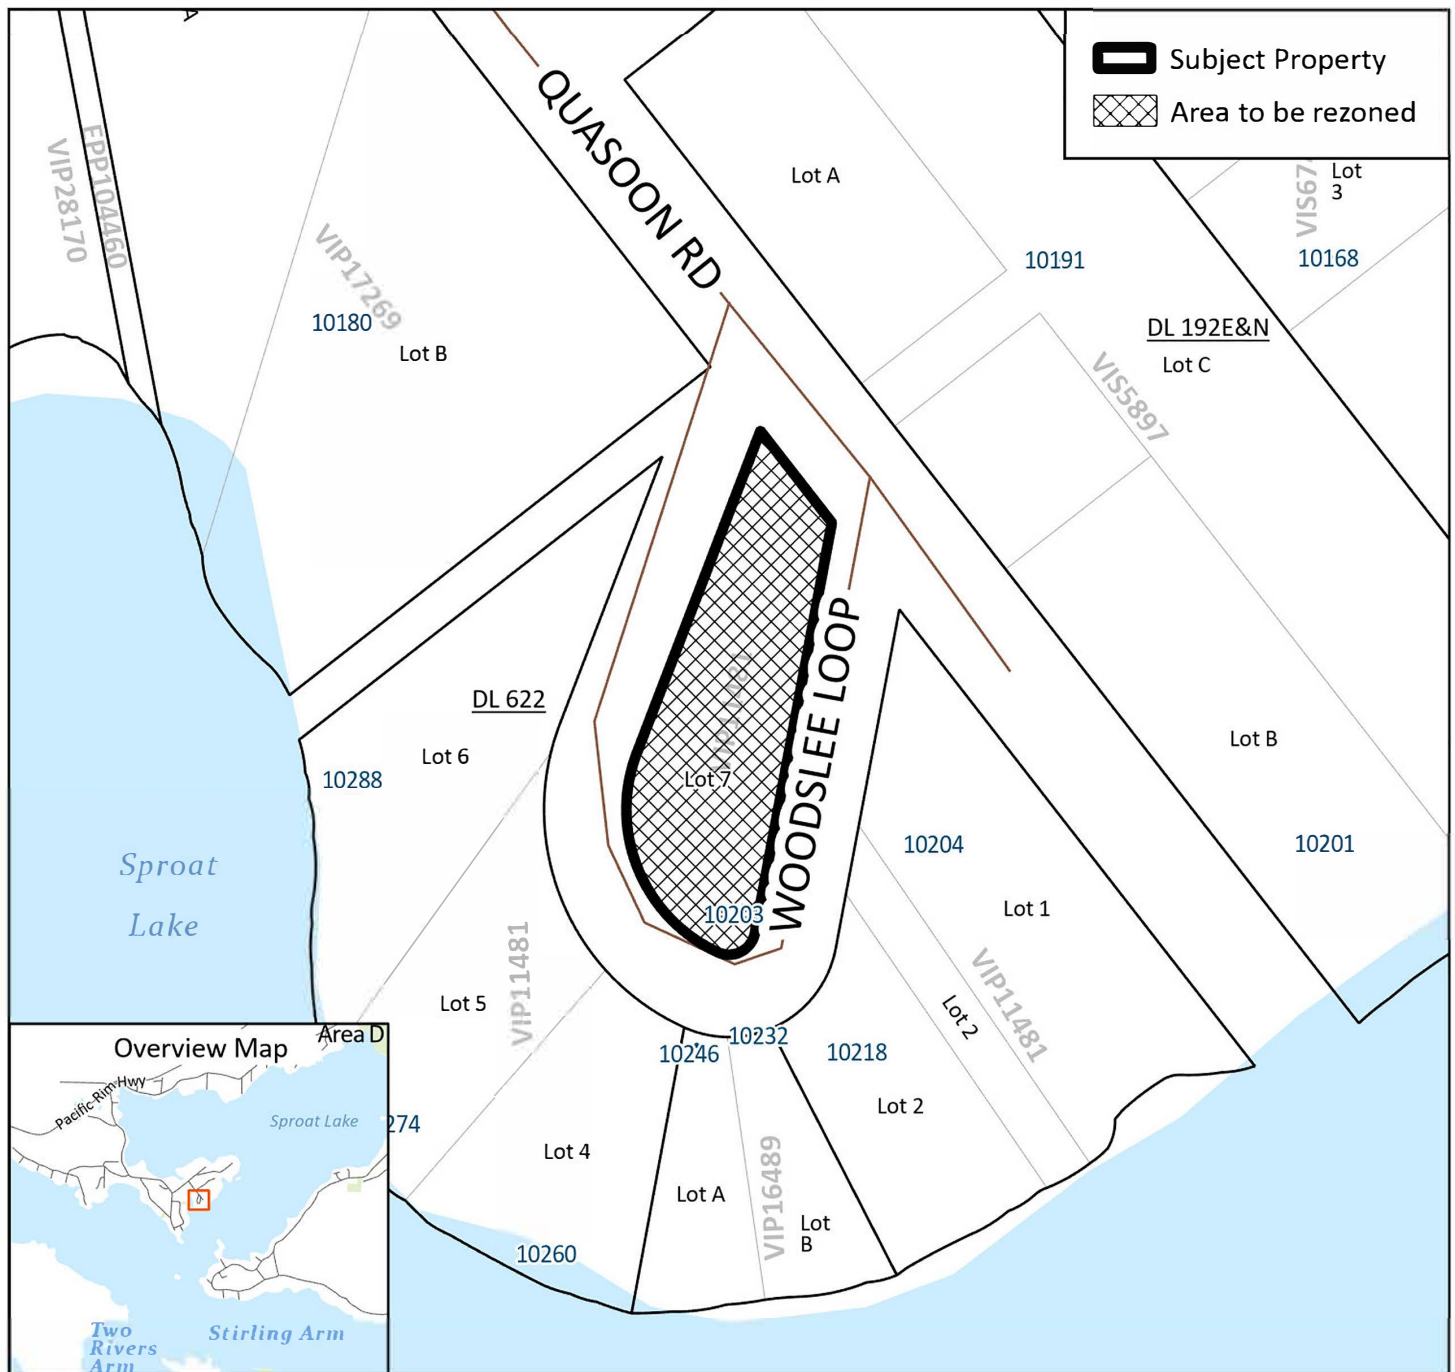 Subject Property
Area to be rezoned
QUASOON RD
Lot A
Lot
3
10191
10168
VIP28170
EPP104460
VIP17269
10180
Lot B
DL 192E&N
Lot C
VIS5897
WOODSLEE LOOP
DL 622
Lot 6
10288
Lot 7
Lot B
10201
10204
Lot 1
Sproat
Lake
10203
VIP11481
Lot 5
Lot 2
VIP11481
10246
10232
10218
Lot 2
Lot 4
Lot A
VIP16489
Lot
B
10260
274
Overview Map
Area D
Pacific Rim Hwy
Sproat Lake
Two
Rivers
Arm
Stirling Arm